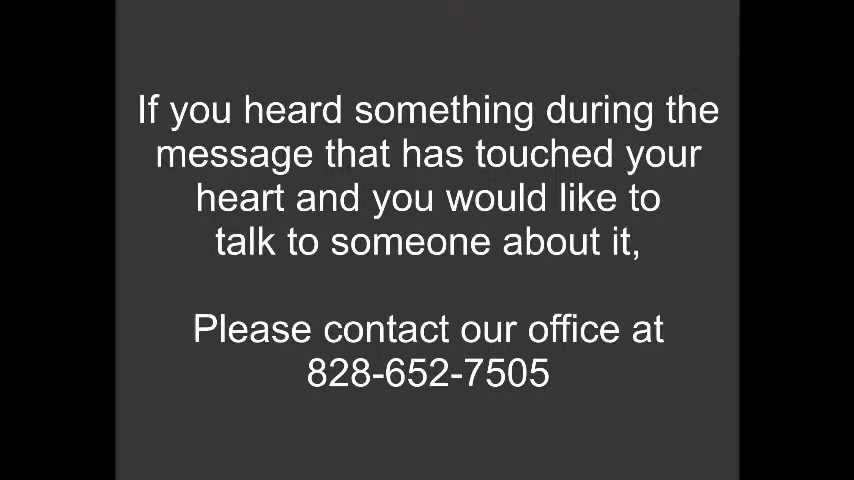 If you heard something during the
message that has touched your
heart and you would like to
talk to someone about it,
Please contact our office at
828-652-7505